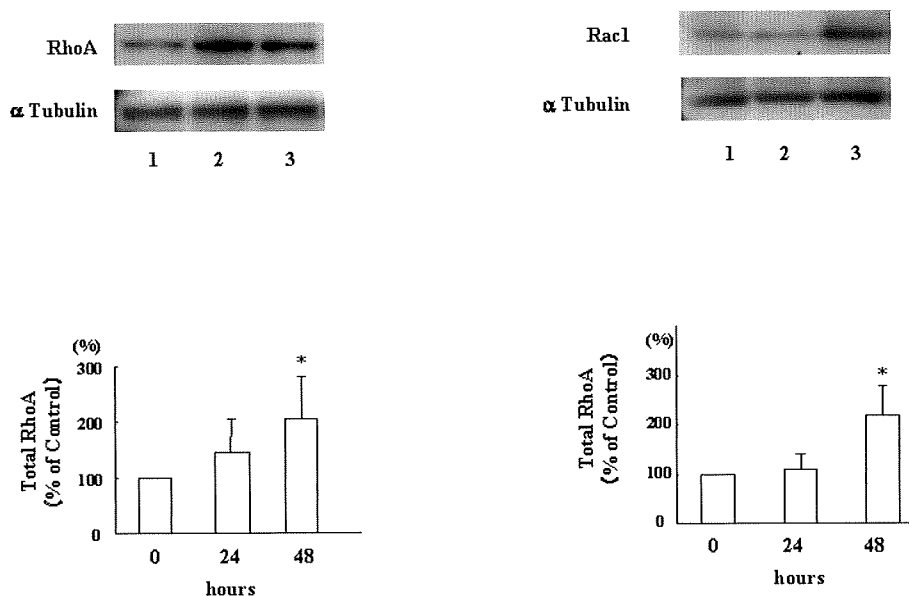 RhoA
α Tubulin
1 2 3
Rac1
α Tubulin
1 2 3
(%)
300
200
100
0
Total RhoA
(% of Control)
*
0 24 48
hours
(%)
300
200
100
0
Total RhoA
(% of Control)
*
0 24 48
hours